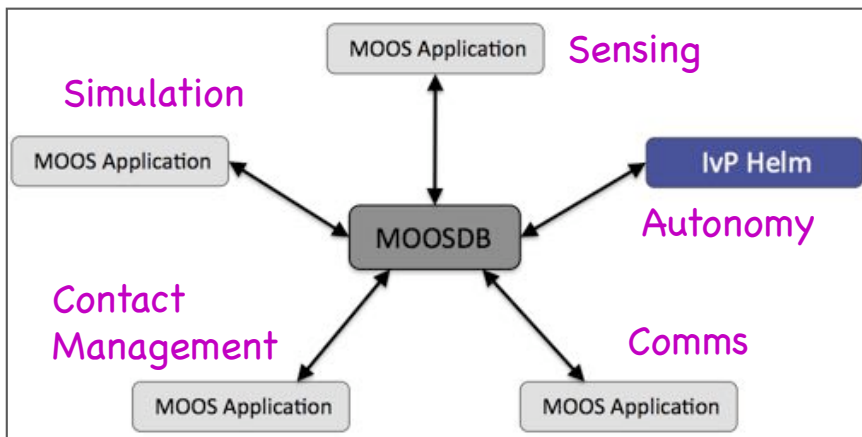 MOOS Application
Sensing
Simulation
MOOS Application
IvP Helm
MOOSDB
Autonomy
Contact
Management
Comms
MOOS Application
MOOS Application